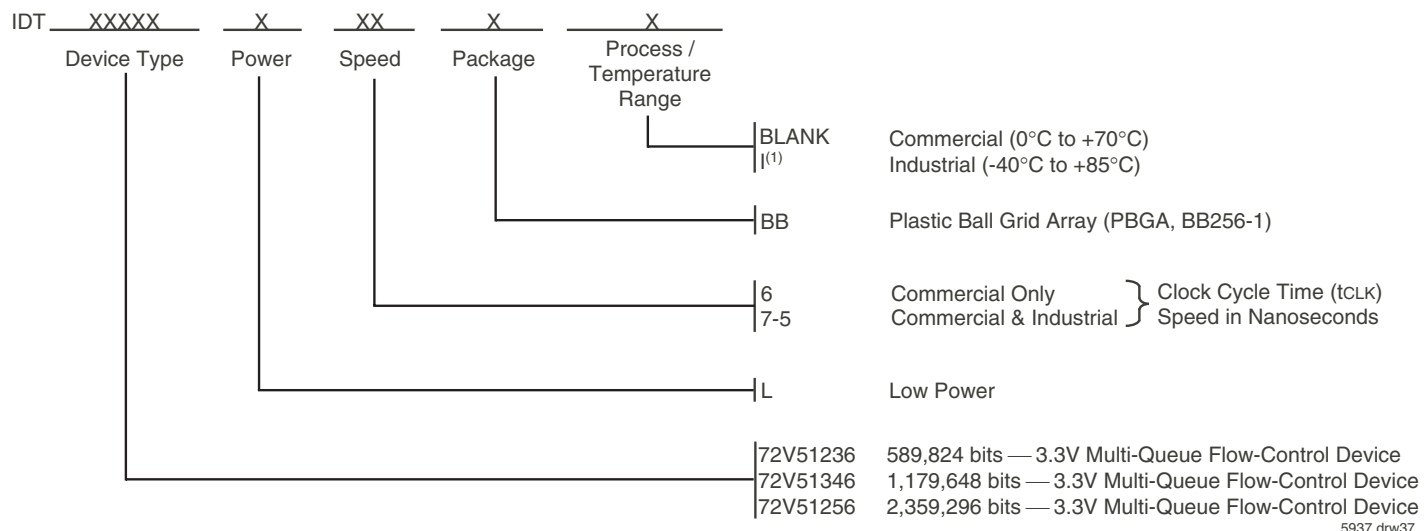 IDT XXXXX X XX X X
Device Type Power Speed Package Process /
Temperature
Range
BLANK Commercial (0°C to +70°C)
I(1) Industrial (-40°C to +85°C)
BB Plastic Ball Grid Array (PBGA, BB256-1)
6 Commercial Only Clock Cycle Time (tCLK)
7-5 Commercial & Industrial Speed in Nanoseconds
L Low Power
72V51236 589,824 bits — 3.3V Multi-Queue Flow-Control Device
72V51346 1,179,648 bits — 3.3V Multi-Queue Flow-Control Device
72V51256 2,359,296 bits — 3.3V Multi-Queue Flow-Control Device
5937 drw37